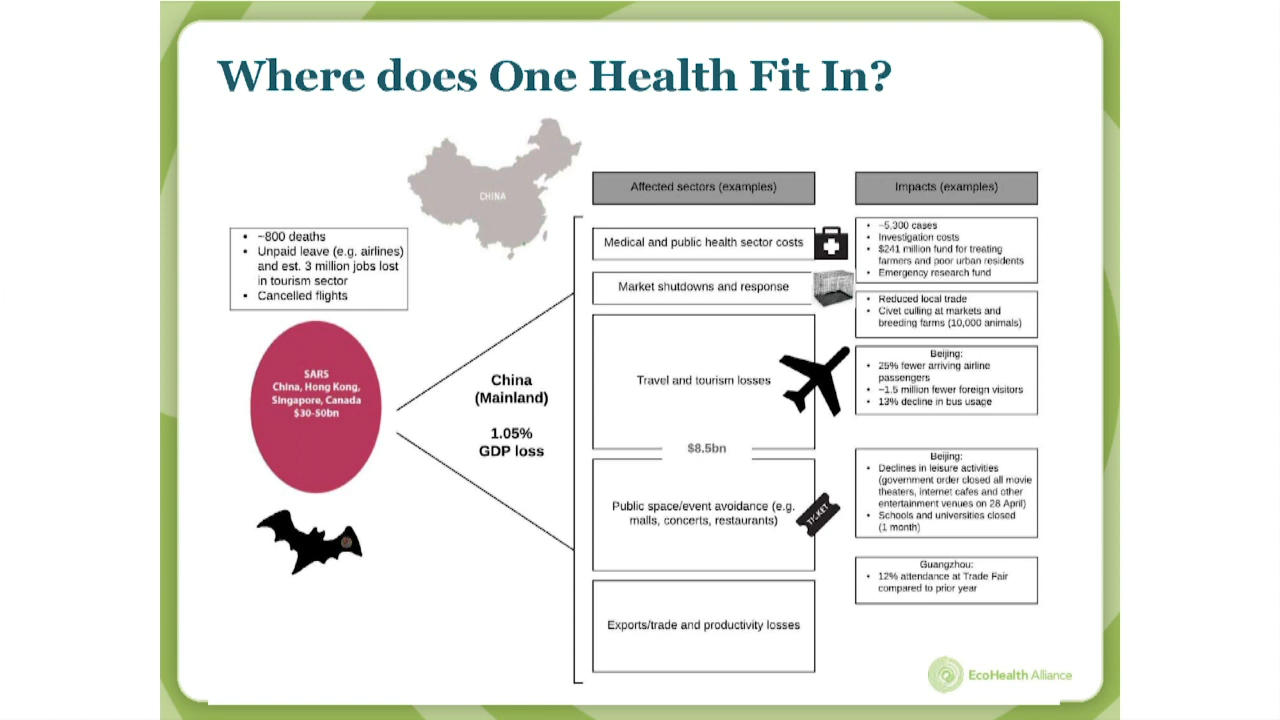 Where does One Health Fit In?
CHINA
Affected sectors (examples)
Impacts (examples)
• ~800 deaths
• Unpaid leave (e.g. airlines)
and est. 3 million jobs lost
in tourism sector
• Cancelled flights
SARS
China, Hong Kong,
Singapore, Canada
$30-50bn
China
(Mainland)
1.05%
GDP loss
Medical and public health sector costs
• ~5,300 cases
• Investigation costs
• $241 million fund for treating
farmers and poor urban residents
• Emergency research fund
Market shutdowns and response
• Reduced local trade
• Civet culling at markets and
breeding farms (10,000 animals)
Travel and tourism losses
Beijing:
• 25% fewer arriving airline
passengers
• ~1.5 million fewer foreign visitors
• 13% decline in bus usage
$8.5bn
Public space/event avoidance (e.g.
malls, concerts, restaurants)
TICKET
Beijing:
• Declines in leisure activities
(government order closed all movie
theaters, internet cafes and other
entertainment venues on 28 April)
• Schools and universities closed
(1 month)
Guangzhou:
• 12% attendance at Trade Fair
compared to prior year
Exports/trade and productivity losses
EcoHealth Alliance